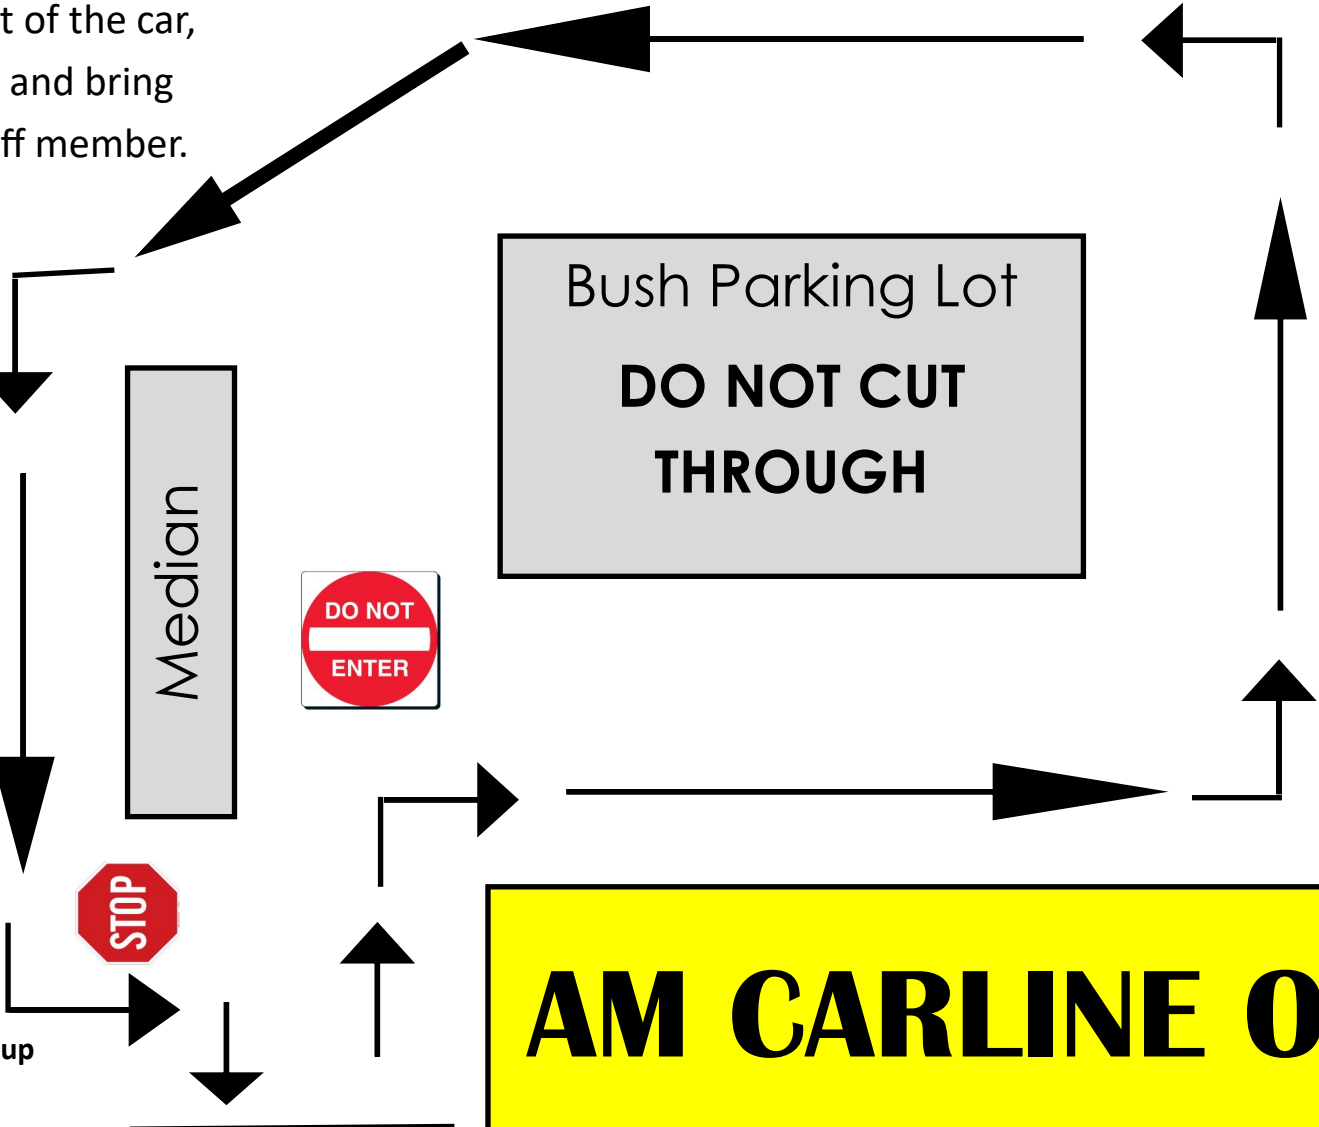 t of the car,
and bring
ff member.
Bush Parking Lot
DO NOT CUT
THROUGH
Median
DO NOT
ENTER
STOP
up
AM CARLINE O